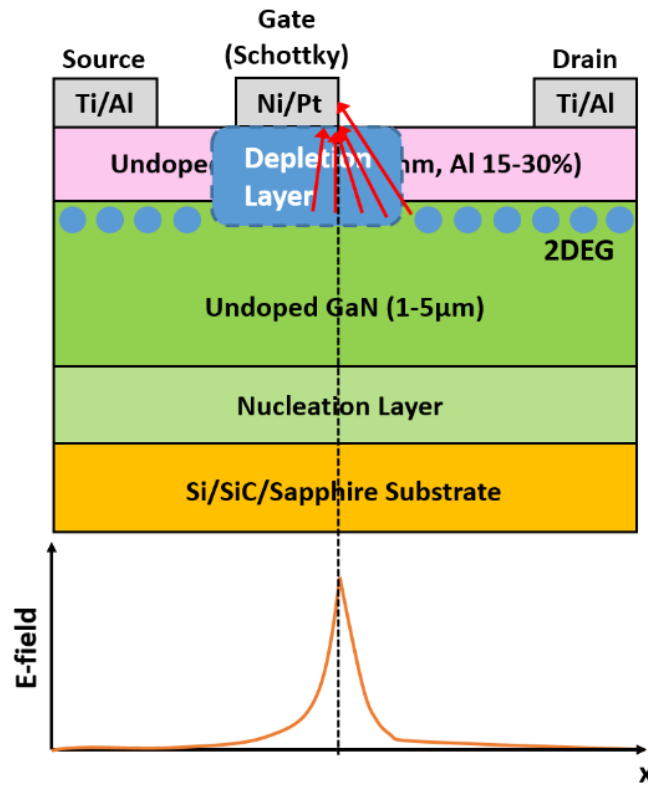 Gate
(Schottky)
Source
Drain
Ti/Al
Ni/Pt
Ti/Al
Undoped
Depletion
Layer
nm, Al 15-30%)
2DEG
Undoped GaN (1-5μm)
Nucleation Layer
Si/SiC/Sapphire Substrate
E-field
x